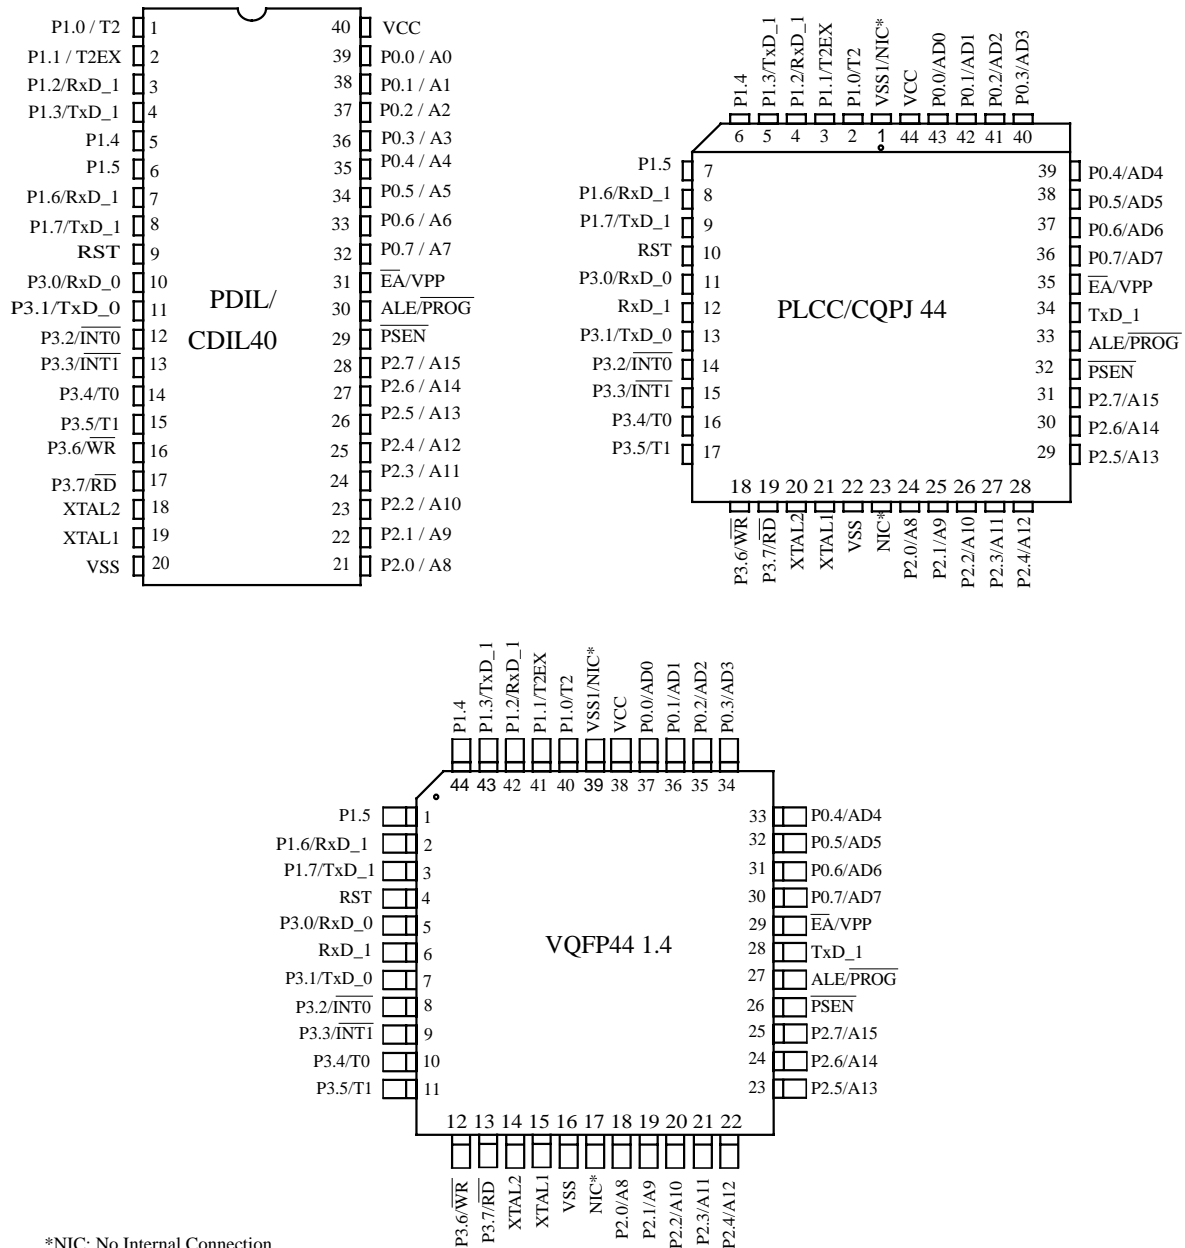 P1.0 / T2 1 40 VCC
P1.1 / T2EX 2 39 P0.0 / A0
P1.2/RxD_1 3 38 P0.1 / A1
P1.3/TxD_1 4 37 P0.2 / A2
P1.4 5 36 P0.3 / A3
P1.5 6 35 P0.4 / A4
P1.6/RxD_1 7 34 P0.5 / A5
P1.7/TxD_1 8 33 P0.6 / A6
RST 9 32 P0.7 / A7
P3.0/RxD_0 10 31 E̅A̅/VPP
P3.1/TxD_0 11 30 ALE/P̅R̅O̅G̅
P3.2/I̅N̅T̅0̅ 12 29 P̅S̅E̅N̅
P3.3/I̅N̅T̅1̅ 13 28 P2.7 / A15
P3.4/T0 14 27 P2.6 / A14
P3.5/T1 15 26 P2.5 / A13
P3.6/W̅R̅ 16 25 P2.4 / A12
P3.7/R̅D̅ 17 24 P2.3 / A11
XTAL2 18 23 P2.2 / A10
XTAL1 19 22 P2.1 / A9
VSS 20 21 P2.0 / A8
PDIL/
CDIL40
P1.4 P1.3/TxD_1 P1.2/RxD_1 P1.1/T2EX P1.0/T2 VSS1/NIC* VCC P0.0/AD0 P0.1/AD1 P0.2/AD2 P0.3/AD3
6 5 4 3 2 1 44 43 42 41 40
P1.5 7 39 P0.4/AD4
P1.6/RxD_1 8 38 P0.5/AD5
P1.7/TxD_1 9 37 P0.6/AD6
RST 10 36 P0.7/AD7
P3.0/RxD_0 11 35 E̅A̅/VPP
RxD_1 12 34 TxD_1
P3.1/TxD_0 13 33 ALE/P̅R̅O̅G̅
P3.2/I̅N̅T̅0̅ 14 32 P̅S̅E̅N̅
P3.3/I̅N̅T̅1̅ 15 31 P2.7/A15
P3.4/T0 16 30 P2.6/A14
P3.5/T1 17 29 P2.5/A13
PLCC/CQPJ 44
18 19 20 21 22 23 24 25 26 27 28
P3.6/W̅R̅ P3.7/R̅D̅ XTAL2 XTAL1 VSS NIC* P2.0/A8 P2.1/A9 P2.2/A10 P2.3/A11 P2.4/A12
P1.4 P1.3/TxD_1 P1.2/RxD_1 P1.1/T2EX P1.0/T2 VSS1/NIC* VCC P0.0/AD0 P0.1/AD1 P0.2/AD2 P0.3/AD3
44 43 42 41 40 39 38 37 36 35 34
P1.5 1 33 P0.4/AD4
P1.6/RxD_1 2 32 P0.5/AD5
P1.7/TxD_1 3 31 P0.6/AD6
RST 4 30 P0.7/AD7
P3.0/RxD_0 5 29 E̅A̅/VPP
RxD_1 6 28 TxD_1
P3.1/TxD_0 7 27 ALE/P̅R̅O̅G̅
P3.2/I̅N̅T̅0̅ 8 26 P̅S̅E̅N̅
P3.3/I̅N̅T̅1̅ 9 25 P2.7/A15
P3.4/T0 10 24 P2.6/A14
P3.5/T1 11 23 P2.5/A13
VQFP44 1.4
12 13 14 15 16 17 18 19 20 21 22
P3.6/W̅R̅ P3.7/R̅D̅ XTAL2 XTAL1 VSS NIC* P2.0/A8 P2.1/A9 P2.2/A10 P2.3/A11 P2.4/A12
*NIC: No Internal Connection